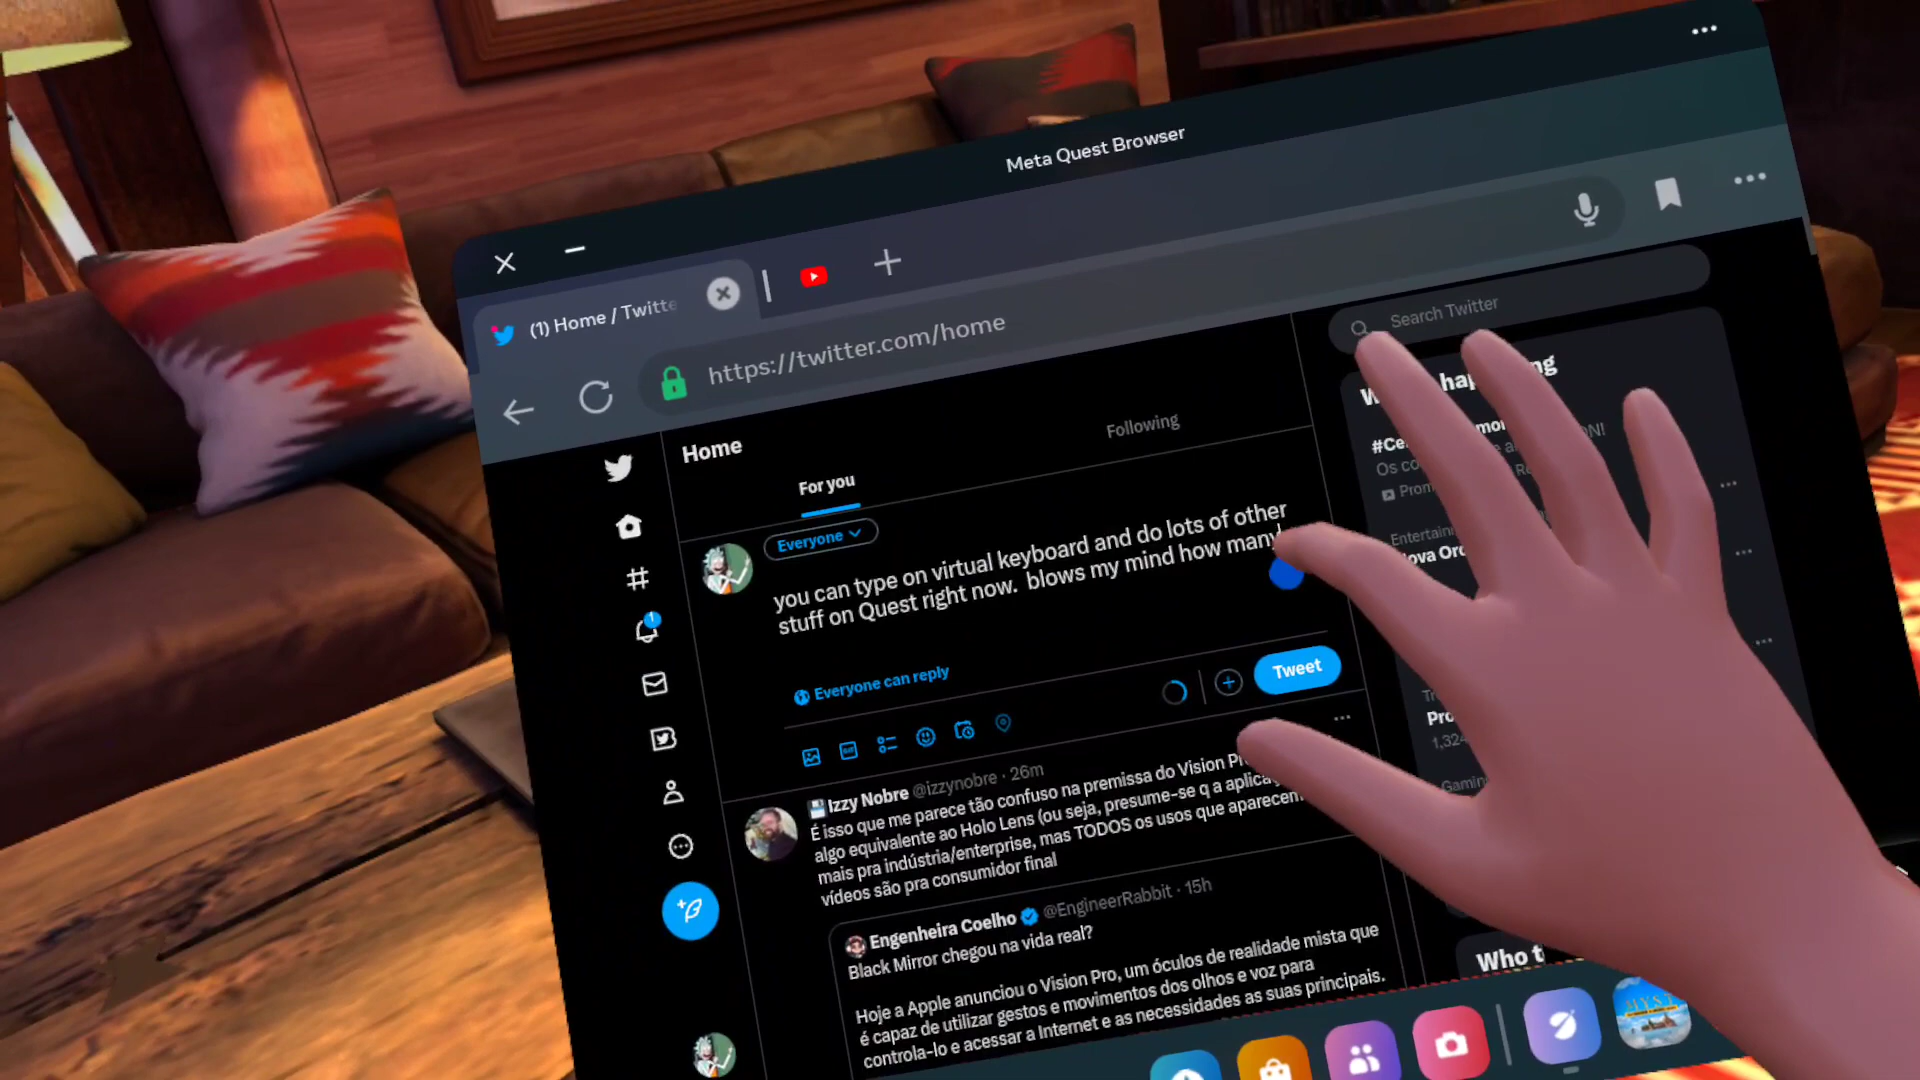 Meta Quest Browser
(1) Home / Twitte
https://twitter.com/home
Search Twitter
Home
For you
Following
Everyone
you can type on virtual keyboard and do lots of other
stuff on Quest right now.  blows my mind how many
Everyone can reply
GIF
Tweet
Izzy Nobre @izzynobre · 26m
É isso que me parece tão confuso na premissa do Vision
algo equivalente ao Holo Lens (ou seja, presume-se q a
mais pra indústria/enterprise, mas TODOS os usos que aparecem
vídeos são pra consumidor final
Engenheira Coelho @EngineerRabbit · 15h
Black Mirror chegou na vida real?
Hoje a Apple anunciou o Vision Pro, um óculos de realidade mista que
é capaz de utilizar gestos e movimentos dos olhos e voz para
controla-lo e acessar a Internet e as necessidades as suas principais.
Who
MYST